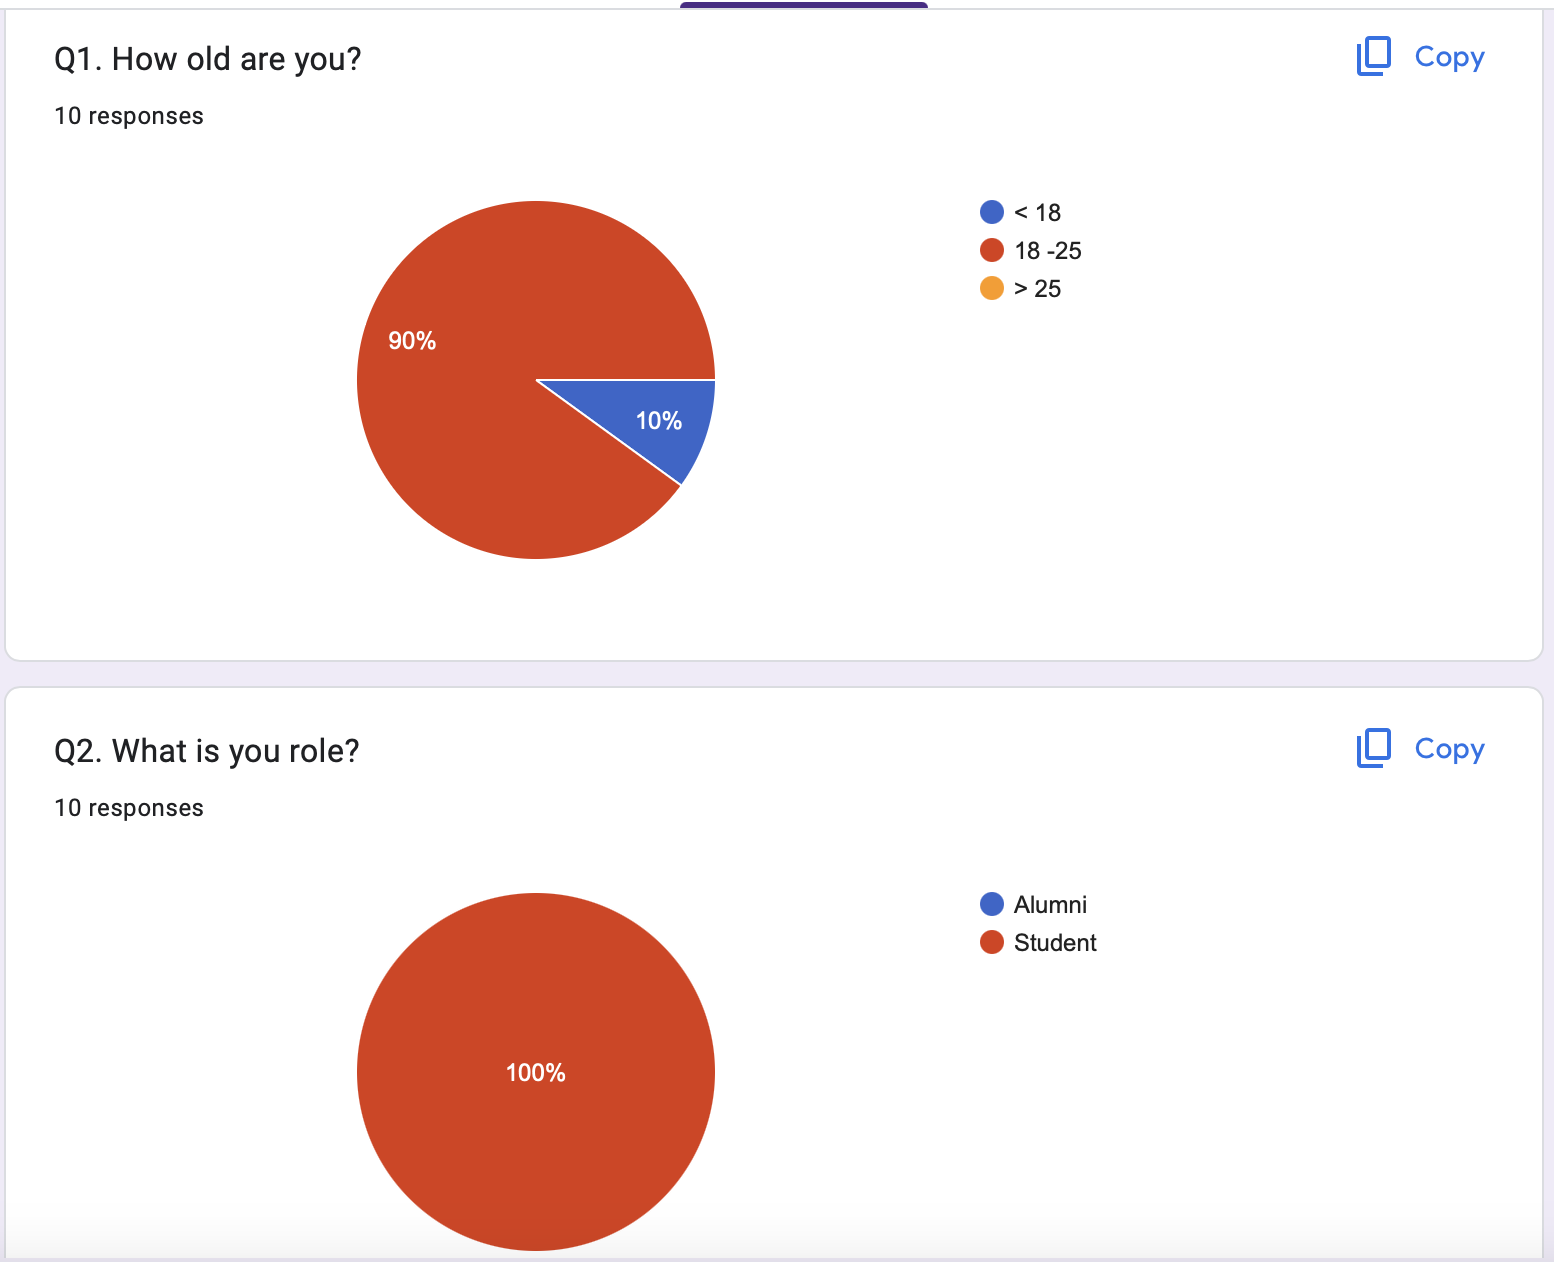 Q1. How old are you?
Copy
10 responses
< 18
18 -25
> 25
90%
10%
Q2. What is you role?
Copy
10 responses
Alumni
Student
100%